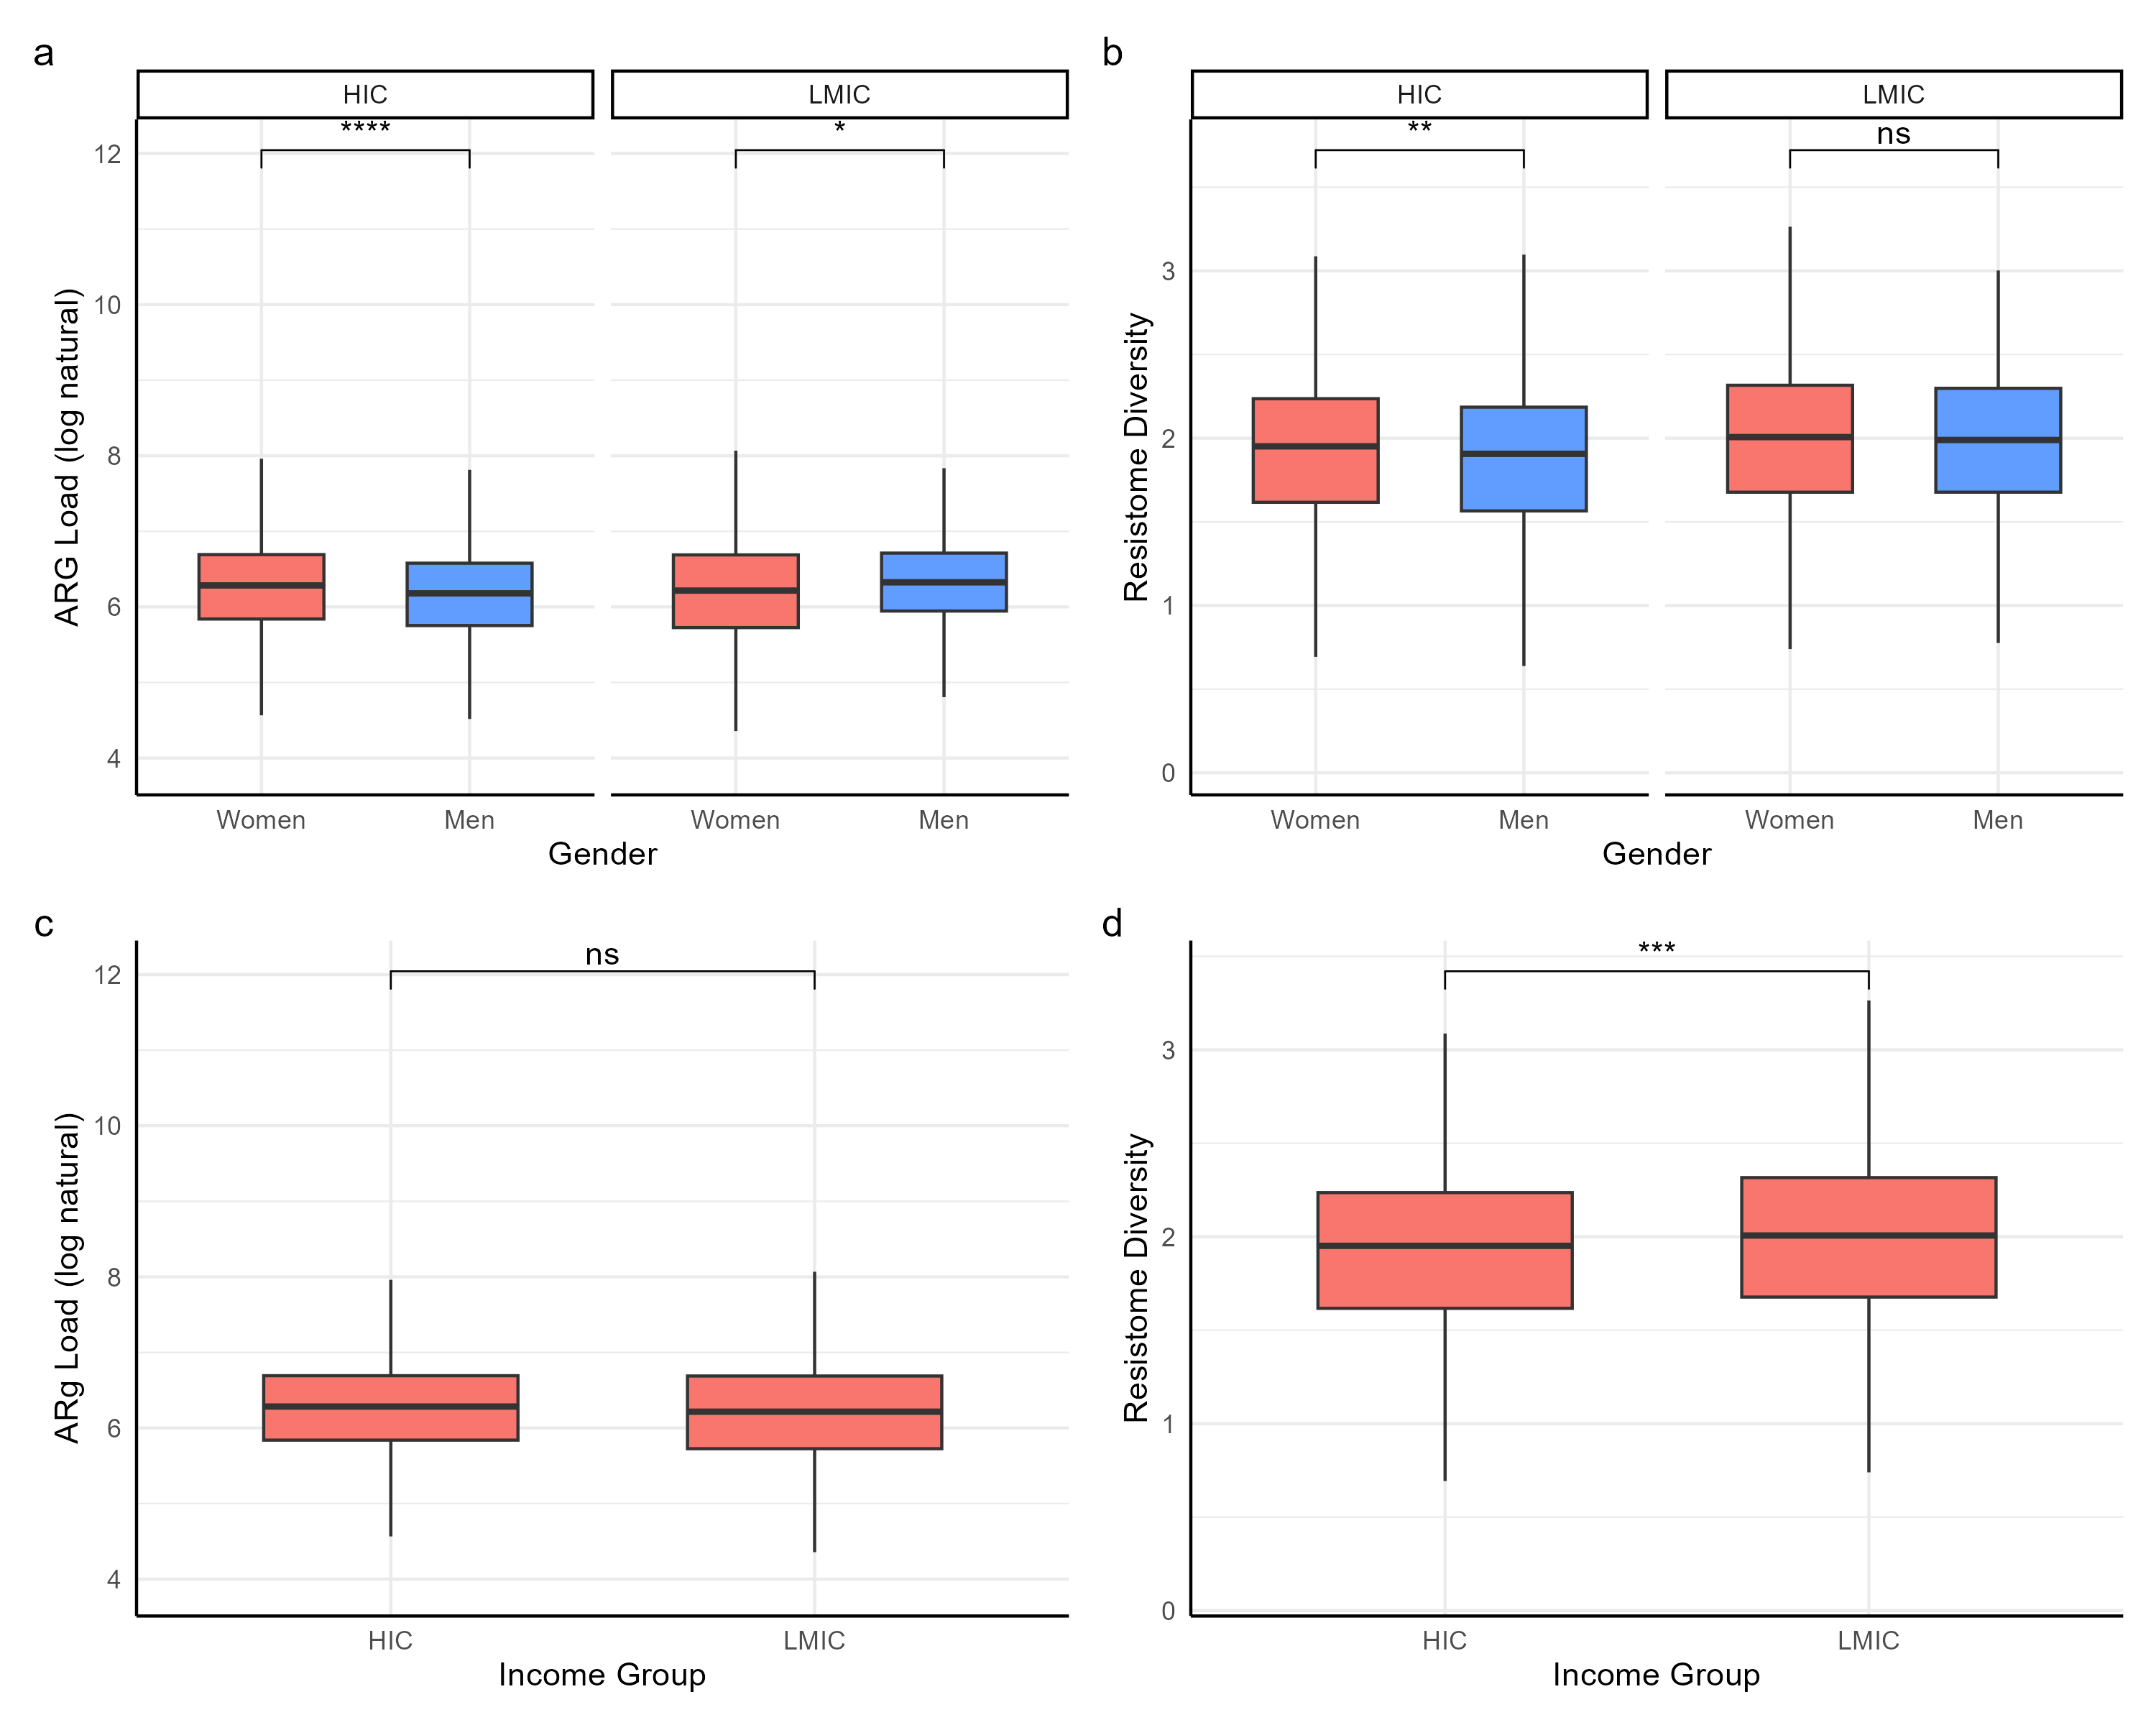 a
HIC
LMIC
****
*
12
10
8
6
4
ARG Load (log natural)
Women
Men
Women
Men
Gender
b
HIC
LMIC
**
ns
3
2
1
0
Resistome Diversity
Women
Men
Women
Men
Gender
c
ns
12
10
8
6
4
ARg Load (log natural)
HIC
LMIC
Income Group
d
***
3
2
1
0
Resistome Diversity
HIC
LMIC
Income Group